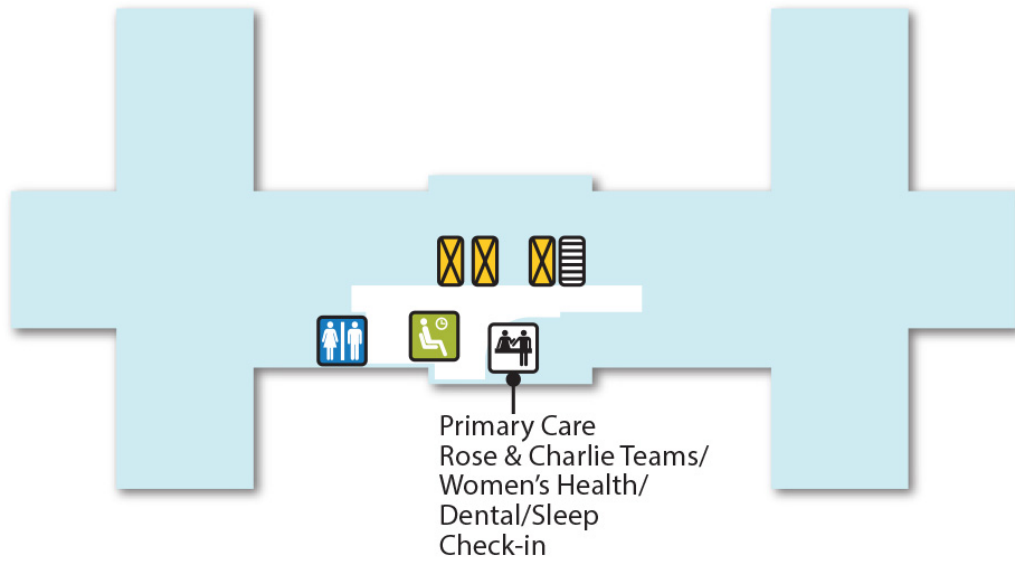 Primary Care
Rose & Charlie Teams/
Women's Health/
Dental/Sleep
Check-in